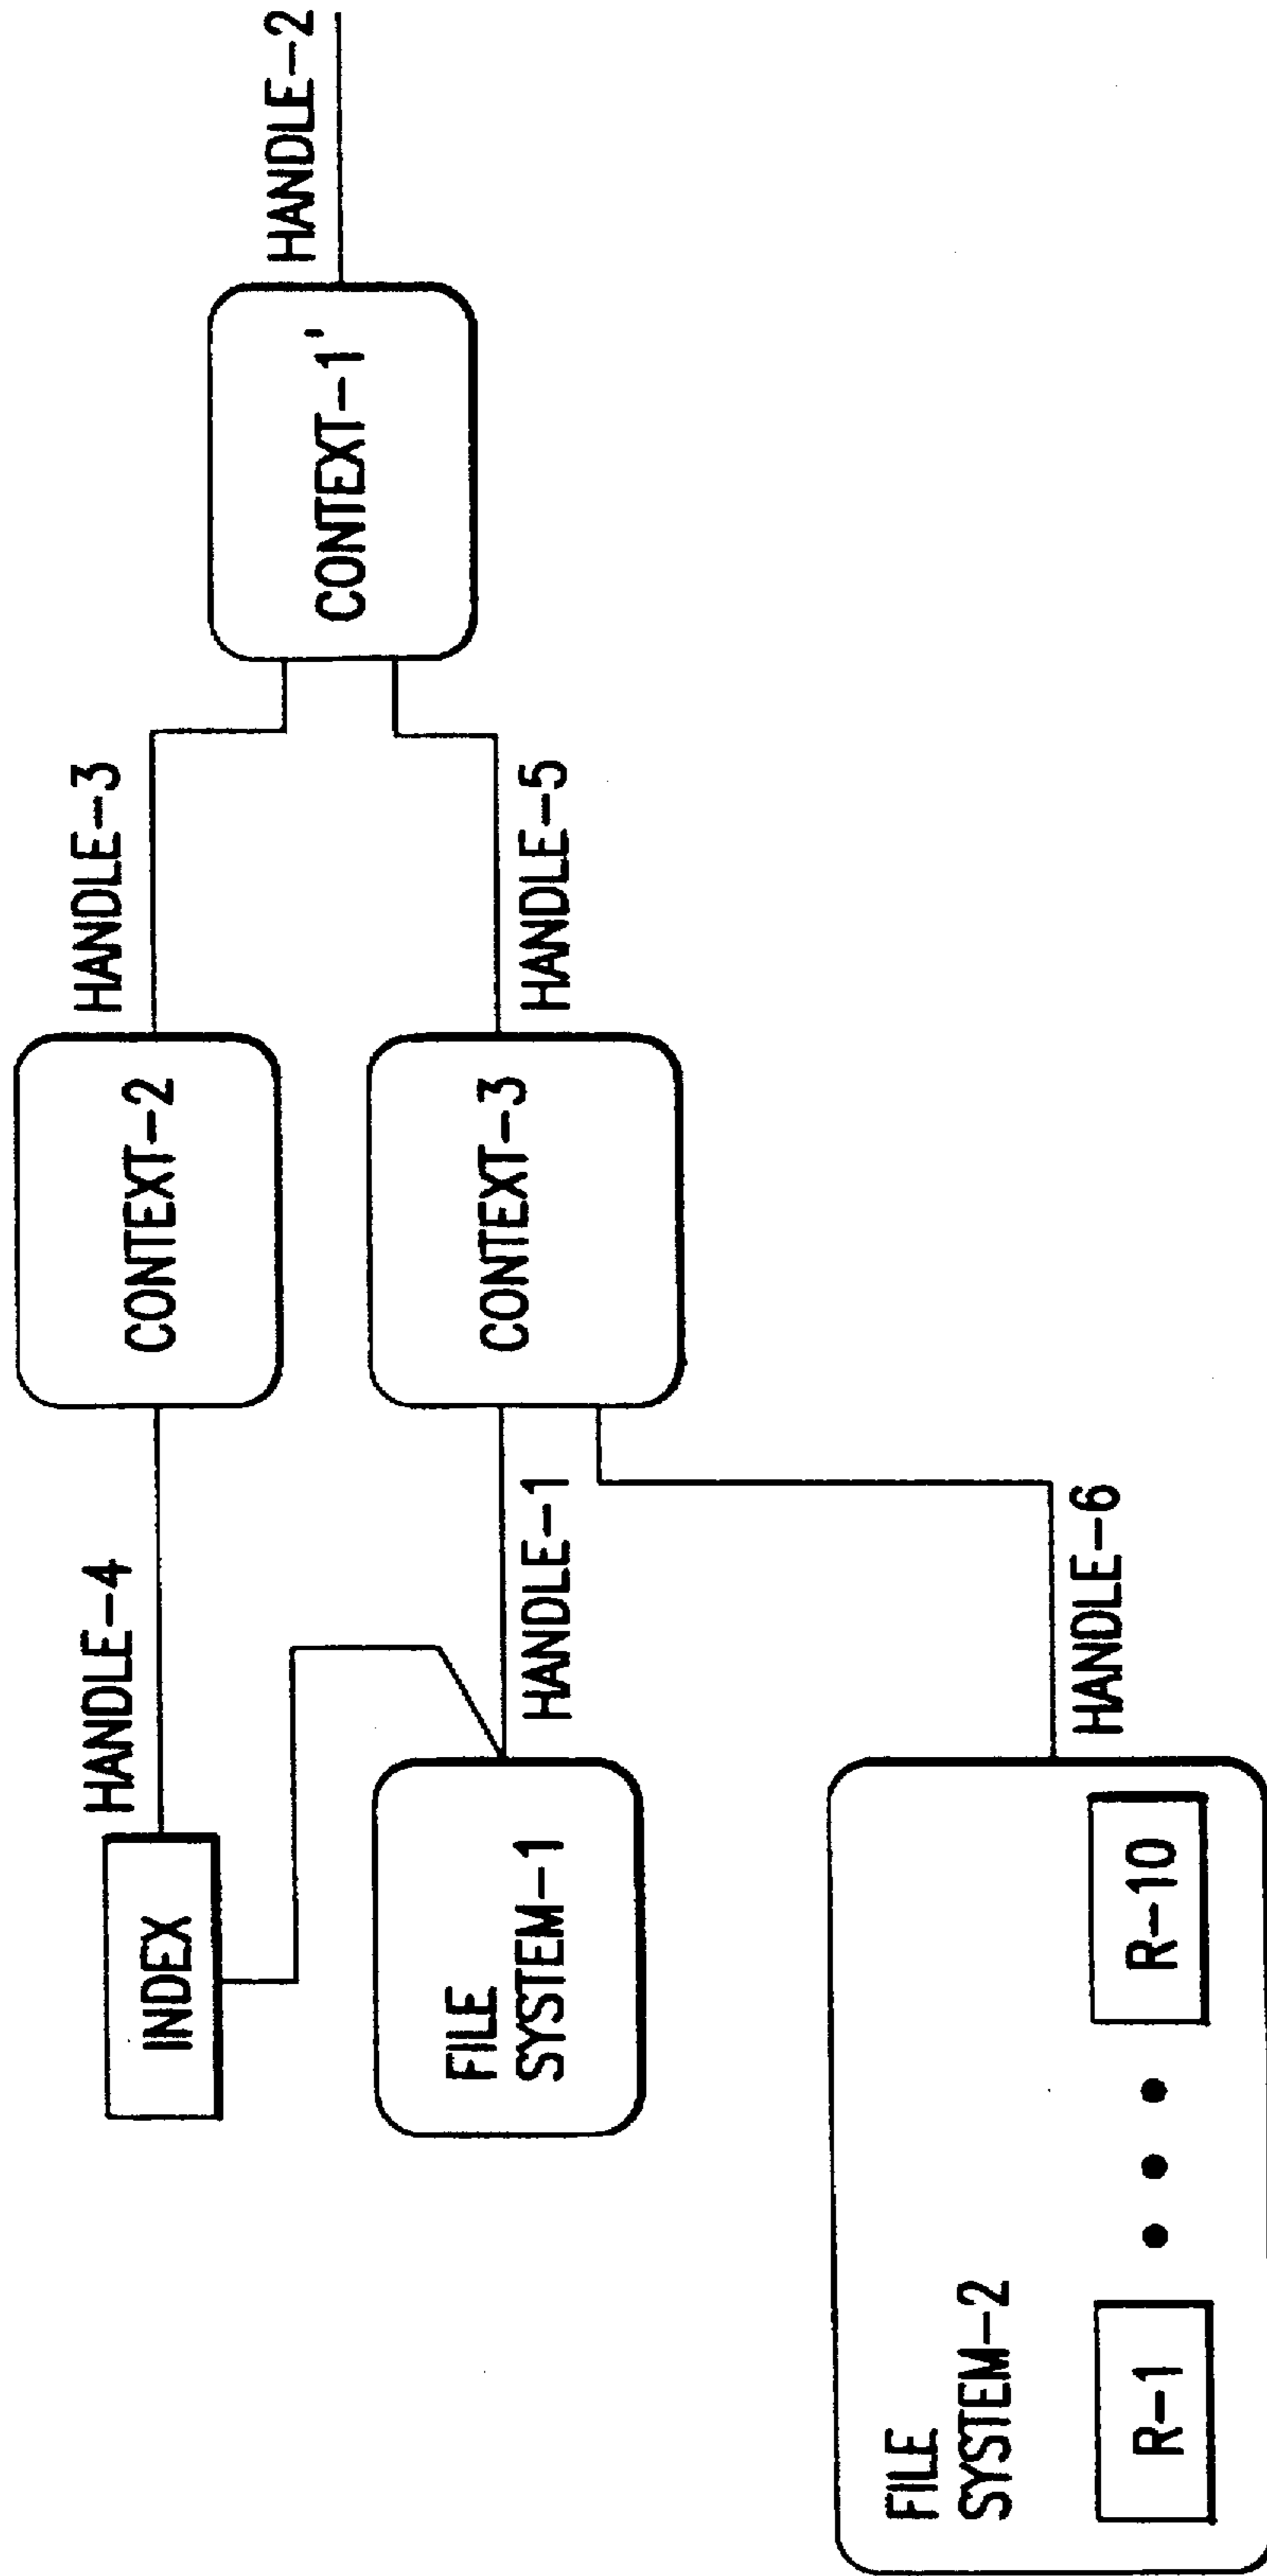 HANDLE-4
INDEX
HANDLE-3
CONTEXT-2
HANDLE-2
CONTEXT-1'
FILE
SYSTEM-1
HANDLE-1
CONTEXT-3
HANDLE-5
FILE
SYSTEM-2
HANDLE-6
R-1
R-10